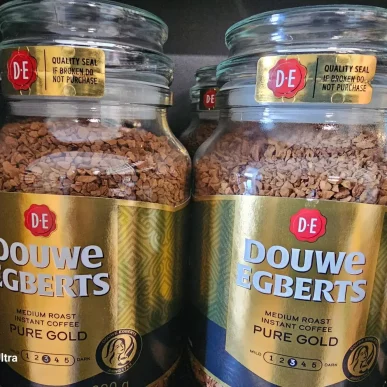 D·E
QUALITY SEAL
IF BROKEN DO
NOT PURCHASE
D·E
DOUWE
EGBERTS
MEDIUM ROAST
INSTANT COFFEE
PURE GOLD
1 2 3 4 5 DARK
D·E
QUALITY SEAL
IF BROKEN DO
NOT PURCHASE
D·E
DOUWE
EGBERTS
MEDIUM ROAST
INSTANT COFFEE
PURE GOLD
MILD 1 2 3 4 5 DARK
D·E
ltra